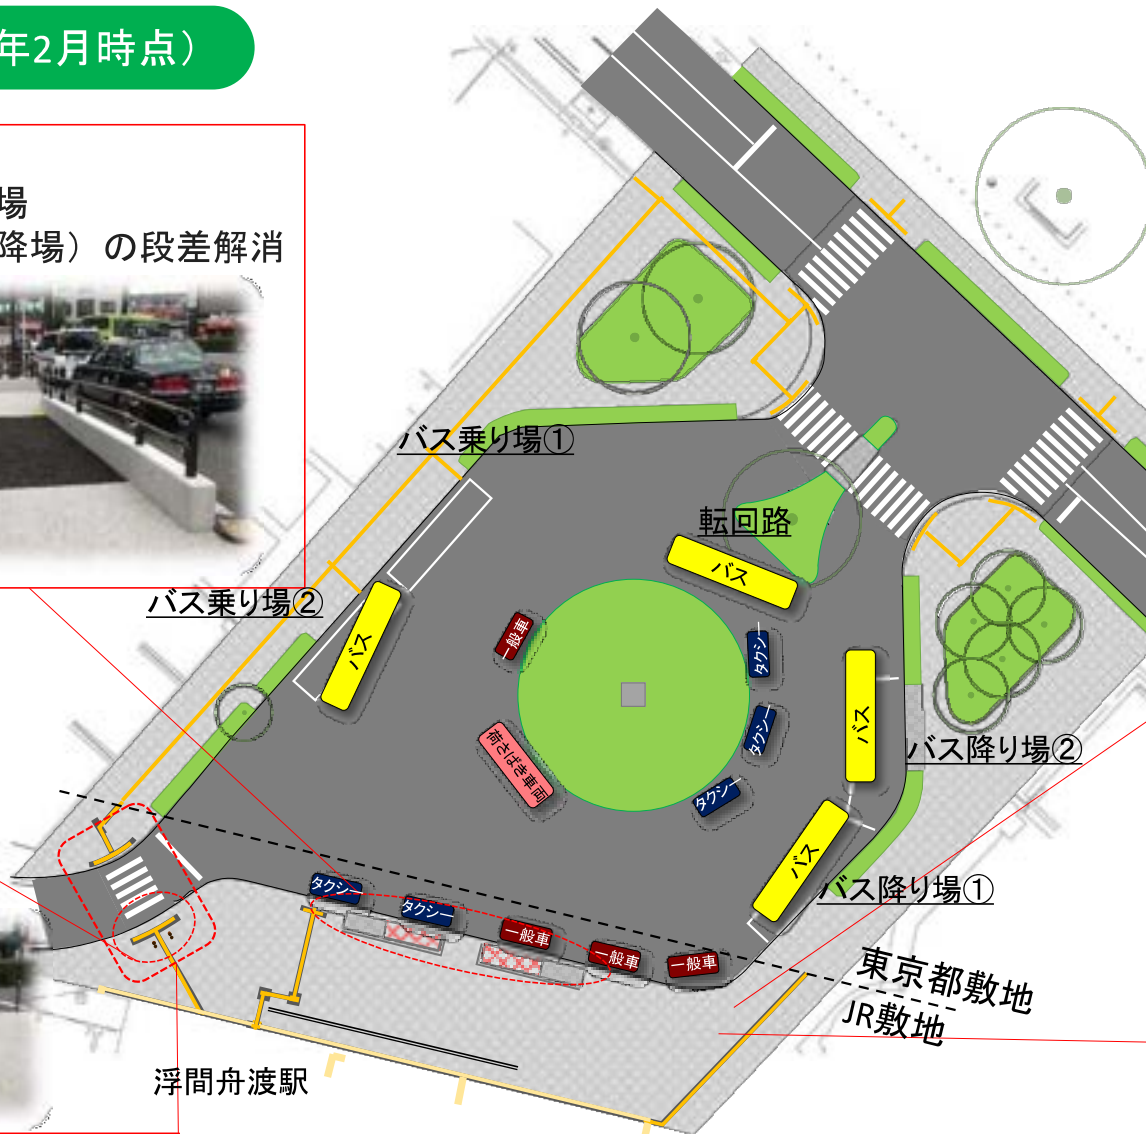 年2月時点）
場
降場）の段差解消
バス乗り場①
転回路
バス
バス乗り場②
一般車
タクシー
バス
タクシー
バス
バス降り場②
荷さばき車両
タクシー
バス
バス降り場①
タクシー
タクシー
一般車
一般車
一般車
東京都敷地
JR敷地
浮間舟渡駅